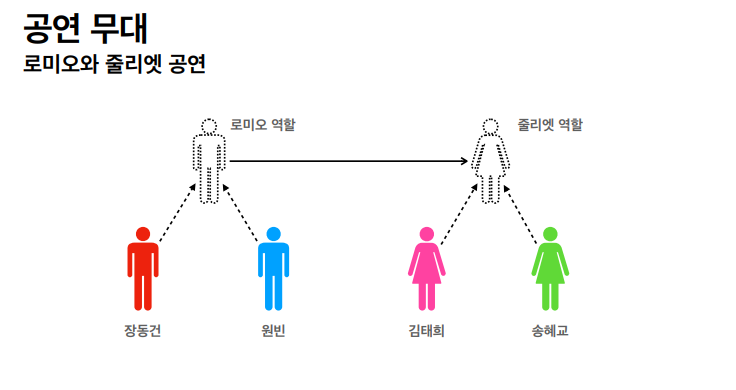 공연 무대
로미오와 줄리엣 공연
로미오 역할
줄리엣 역할
장동건
원빈
김태희
송혜교